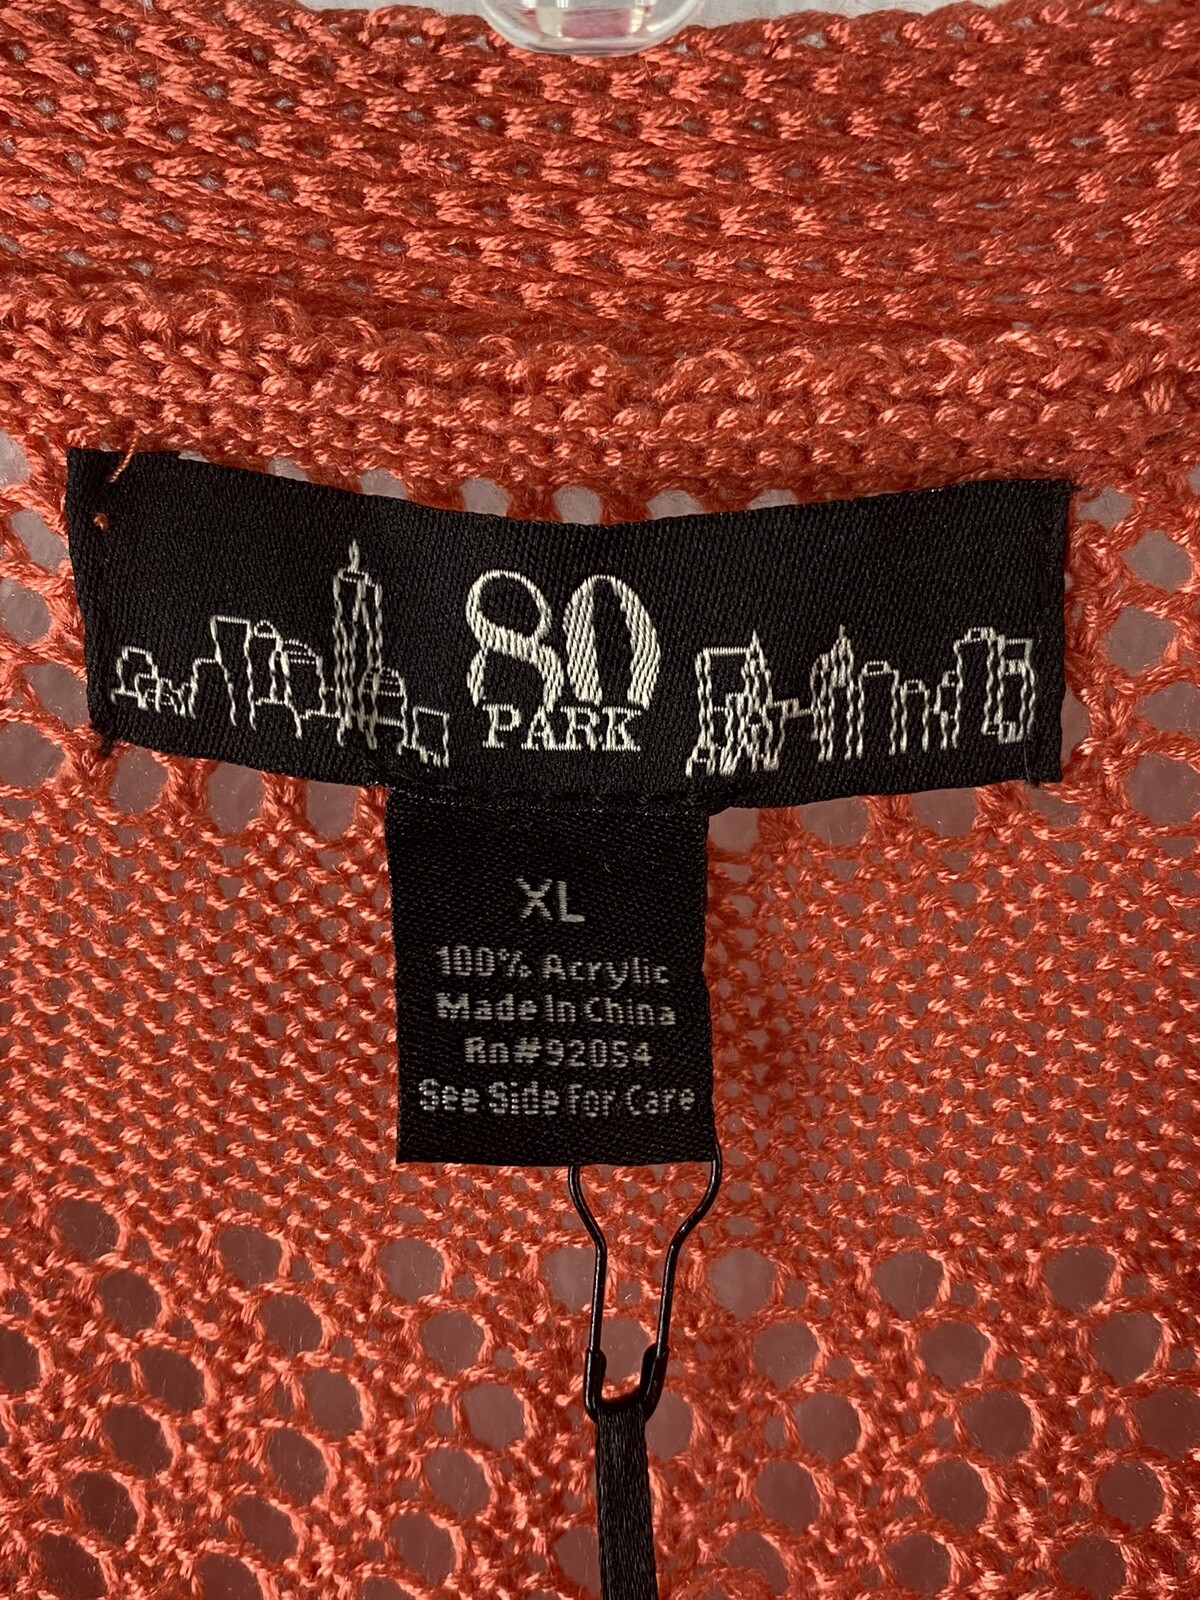 80
PARK
XL
100% Acrylic
Made In China
Rn#92054
See Side For Care